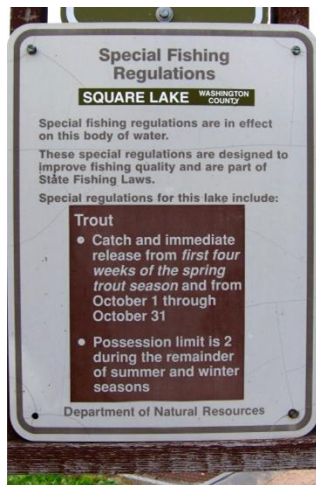 Special Fishing
Regulations
SQUARE LAKE WASHINGTON COUNTY
Special fishing regulations are in effect
on this body of water.
These special regulations are designed to
improve fishing quality and are part of
State Fishing Laws.
Special regulations for this lake include:
Trout
• Catch and immediate
release from first four
weeks of the spring
trout season and from
October 1 through
October 31
• Possession limit is 2
during the remainder
of summer and winter
seasons
Department of Natural Resources